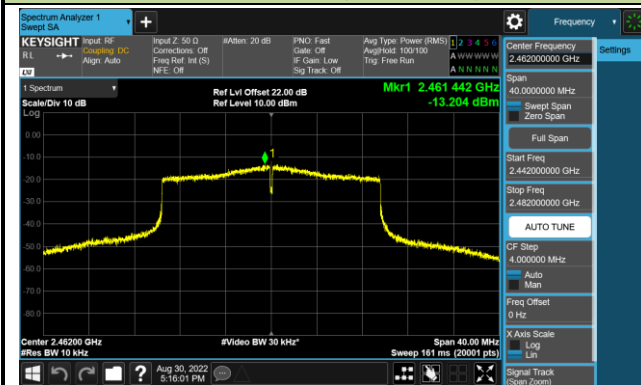 Spectrum Analyzer 1
Swept SA
Frequency
KEYSIGHT
RL
LXI
Input: RF
Coupling: DC
Align: Auto
Input Z: 50 Ω
Corrections: Off
Freq Ref: Int (S)
NFE: Off
#Atten: 20 dB
PNO: Fast
Gate: Off
IF Gain: Low
Sig Track: Off
Avg Type: Power (RMS)
Avg|Hold: 100/100
Trig: Free Run
1 2 3 4 5 6
A W W W W W
A N N N N N
Center Frequency
2.462000000 GHz
Settings
Span
40.0000000 MHz
Swept Span
Zero Span
Full Span
Start Freq
2.442000000 GHz
Stop Freq
2.482000000 GHz
AUTO TUNE
CF Step
4.000000 MHz
Auto
Man
Freq Offset
0 Hz
X Axis Scale
Log
Lin
Signal Track
(Span Zoom)
1 Spectrum
Scale/Div 10 dB
Log
Ref Lvl Offset 22.00 dB
Ref Level 10.00 dBm
Mkr1 2.461 442 GHz
-13.204 dBm
1
0.00
-10.0
-20.0
-30.0
-40.0
-50.0
-60.0
-70.0
-80.0
Center 2.46200 GHz
#Res BW 10 kHz
#Video BW 30 kHz*
Span 40.00 MHz
Sweep 161 ms (20001 pts)
?
Aug 30, 2022
5:16:01 PM